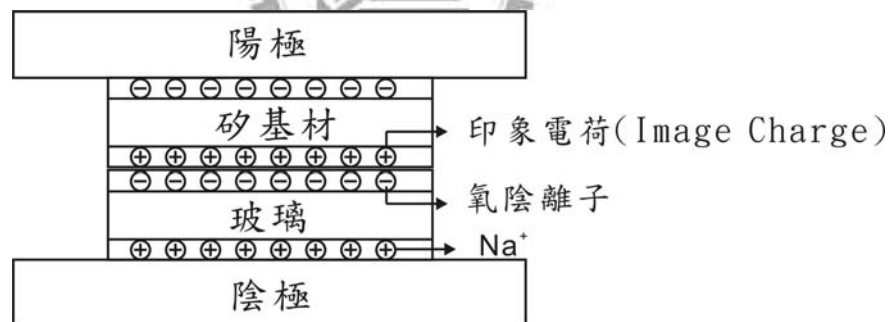 陽極
矽基材
印象電荷(Image Charge)
氧陰離子
玻璃
Na⁺
陰極